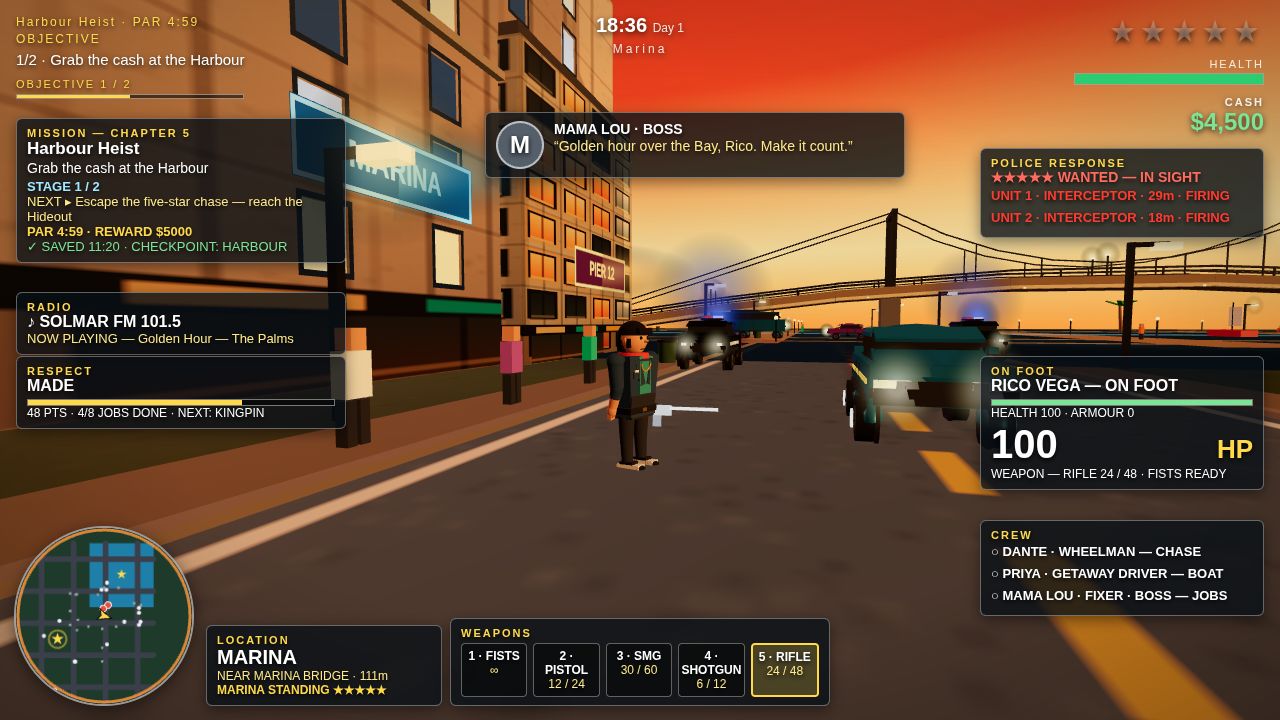 Harbour Heist · PAR 4:59
OBJECTIVE
1/2 · Grab the cash at the Harbour
OBJECTIVE 1 / 2
MISSION — CHAPTER 5
Harbour Heist
Grab the cash at the Harbour
STAGE 1 / 2
NEXT ▸ Escape the five-star chase — reach the
Hideout
PAR 4:59 · REWARD $5000
✓ SAVED 11:20 · CHECKPOINT: HARBOUR
RADIO
♪ SOLMAR FM 101.5
NOW PLAYING — Golden Hour — The Palms
RESPECT
MADE
48 PTS · 4/8 JOBS DONE · NEXT: KINGPIN
18:36 Day 1
Marina
M
MAMA LOU · BOSS
“Golden hour over the Bay, Rico. Make it count.”
MARINA
PIER 12
★★★★★
HEALTH
CASH
$4,500
POLICE RESPONSE
★★★★★ WANTED — IN SIGHT
UNIT 1 · INTERCEPTOR · 29m · FIRING
UNIT 2 · INTERCEPTOR · 18m · FIRING
ON FOOT
RICO VEGA — ON FOOT
HEALTH 100 · ARMOUR 0
100 HP
WEAPON — RIFLE 24 / 48 · FISTS READY
CREW
○ DANTE · WHEELMAN — CHASE
○ PRIYA · GETAWAY DRIVER — BOAT
○ MAMA LOU · FIXER · BOSS — JOBS
LOCATION
MARINA
NEAR MARINA BRIDGE · 111m
MARINA STANDING ★★★★★
WEAPONS
1 · FISTS
∞
2 ·
PISTOL
12 / 24
3 · SMG
30 / 60
4 ·
SHOTGUN
6 / 12
5 · RIFLE
24 / 48